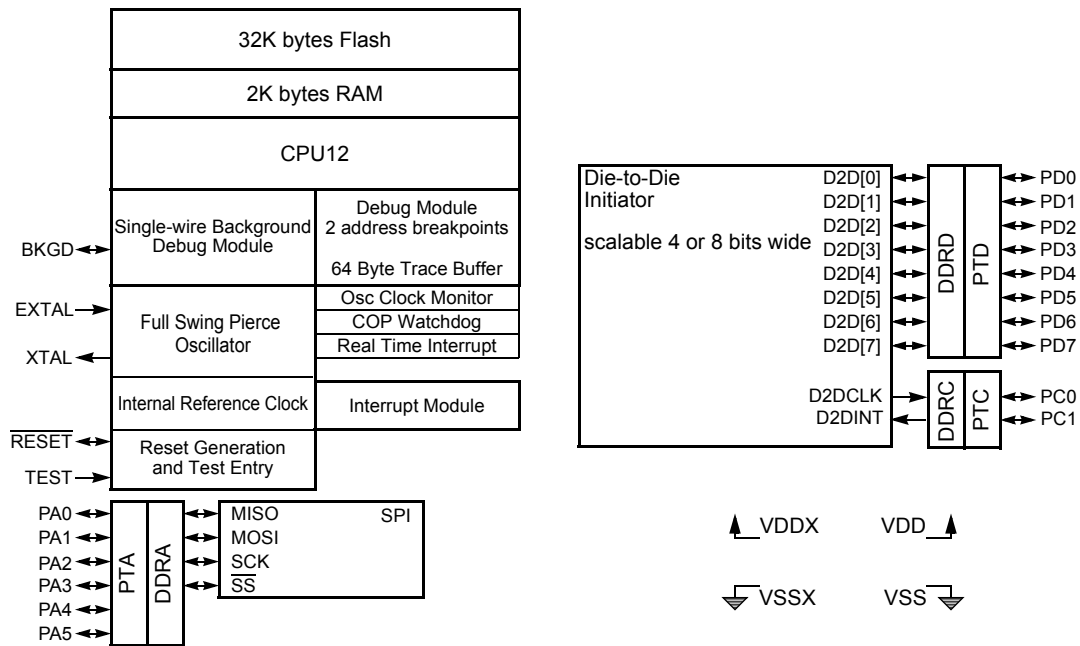 32K bytes Flash
2K bytes RAM
CPU12
Single-wire Background
Debug Module
Debug Module
2 address breakpoints
64 Byte Trace Buffer
BKGD
EXTAL
XTAL
Full Swing Pierce
Oscillator
Osc Clock Monitor
COP Watchdog
Real Time Interrupt
Internal Reference Clock
Interrupt Module
RESET
TEST
Reset Generation
and Test Entry
PA0
PA1
PA2
PA3
PA4
PA5
PTA
DDRA
MISO
MOSI
SCK
SS
SPI
Die-to-Die
Initiator
scalable 4 or 8 bits wide
D2D[0]
D2D[1]
D2D[2]
D2D[3]
D2D[4]
D2D[5]
D2D[6]
D2D[7]
DDRD
PTD
PD0
PD1
PD2
PD3
PD4
PD5
PD6
PD7
D2DCLK
D2DINT
DDRC
PTC
PC0
PC1
VDDX
VDD
VSSX
VSS